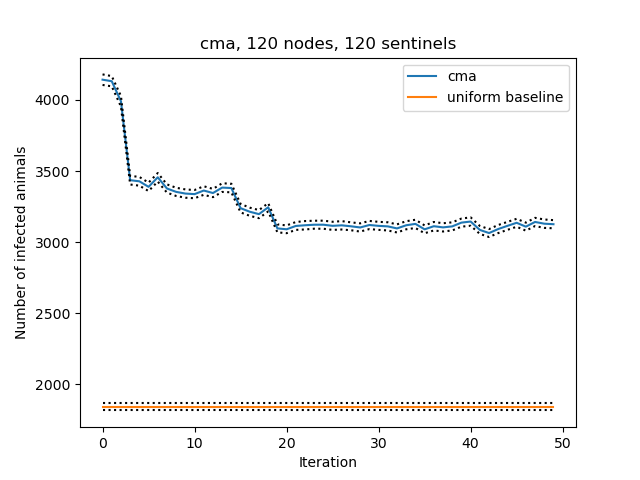 cma, 120 nodes, 120 sentinels
cma
uniform baseline
4000
3500
3000
2500
2000
Number of infected animals
0 10 20 30 40 50
Iteration